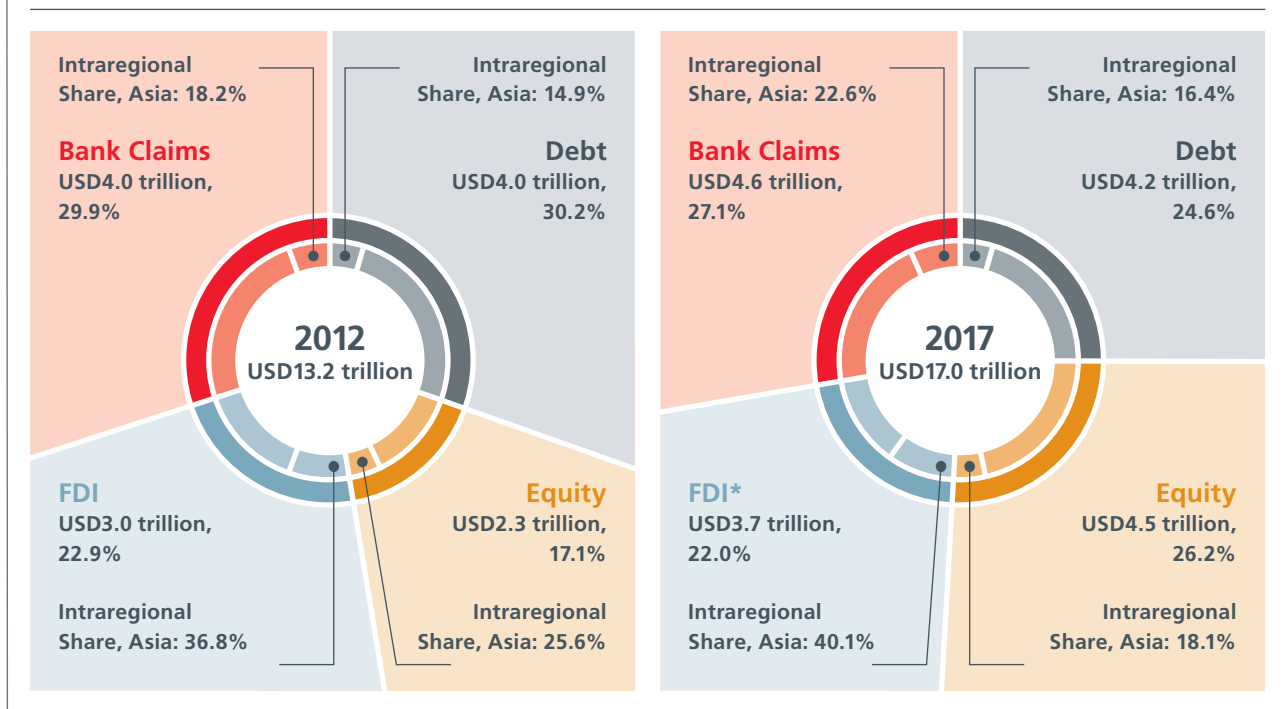 Intraregional
Share, Asia: 18.2%
Bank Claims
USD4.0 trillion,
29.9%
Intraregional
Share, Asia: 14.9%
Debt
USD4.0 trillion,
30.2%
2012
USD13.2 trillion
FDI
USD3.0 trillion,
22.9%
Intraregional
Share, Asia: 36.8%
Equity
USD2.3 trillion,
17.1%
Intraregional
Share, Asia: 25.6%
Intraregional
Share, Asia: 22.6%
Bank Claims
USD4.6 trillion,
27.1%
Intraregional
Share, Asia: 16.4%
Debt
USD4.2 trillion,
24.6%
2017
USD17.0 trillion
FDI*
USD3.7 trillion,
22.0%
Intraregional
Share, Asia: 40.1%
Equity
USD4.5 trillion,
26.2%
Intraregional
Share, Asia: 18.1%